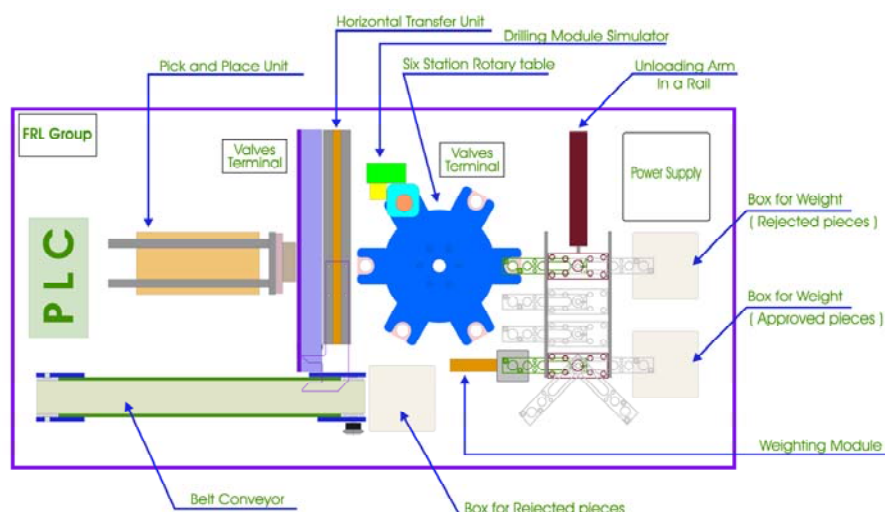 Horizontal Transfer Unit
Drilling Module Simulator
Pick and Place Unit
Six Station Rotary table
Unloading Arm
In a Rail
FRL Group
Valves
Terminal
Valves
Terminal
Power Supply
Box for Weight
( Rejected pieces )
PLC
Box for Weight
( Approved pieces )
Weighting Module
Belt Conveyor
Box for Rejected pieces